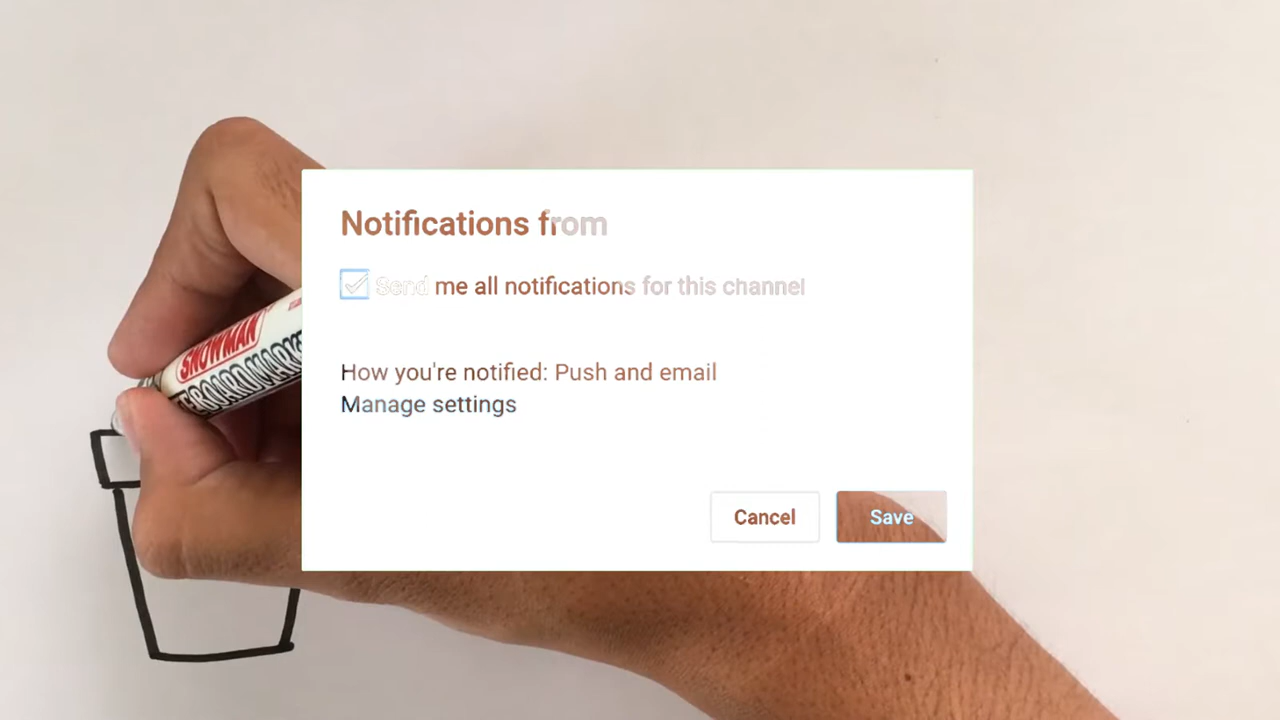 Notifications from
Send me all notifications for this channel
SNOWMAN
How you're notified: Push and email
Manage settings
Cancel
Save